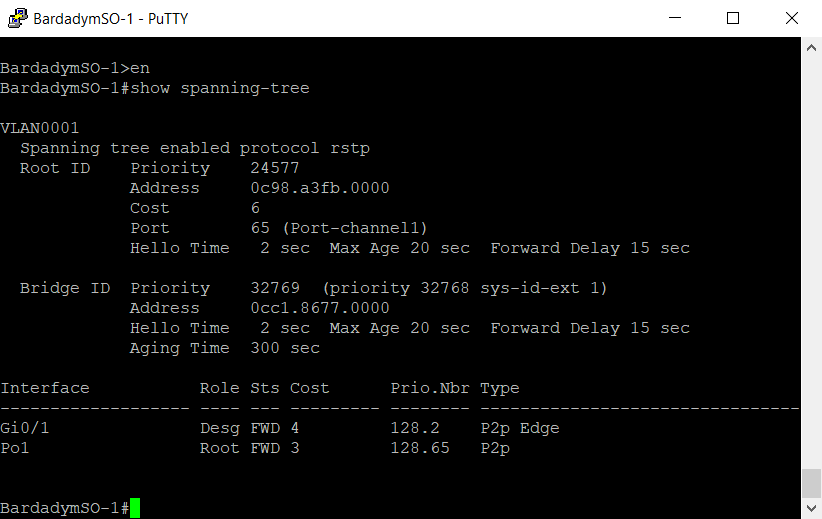 BardadymSO-1 - PuTTY
BardadymSO-1>en
BardadymSO-1#show spanning-tree
VLAN0001
  Spanning tree enabled protocol rstp
  Root ID    Priority    24577
             Address     0c98.a3fb.0000
             Cost        6
             Port        65 (Port-channel1)
             Hello Time   2 sec  Max Age 20 sec  Forward Delay 15 sec
  Bridge ID  Priority    32769  (priority 32768 sys-id-ext 1)
             Address     0cc1.8677.0000
             Hello Time   2 sec  Max Age 20 sec  Forward Delay 15 sec
             Aging Time  300 sec
Interface           Role Sts Cost      Prio.Nbr Type
------------------- ---- --- --------- -------- --------------------------------
Gi0/1               Desg FWD 4         128.2    P2p Edge
Po1                 Root FWD 3         128.65   P2p
BardadymSO-1#